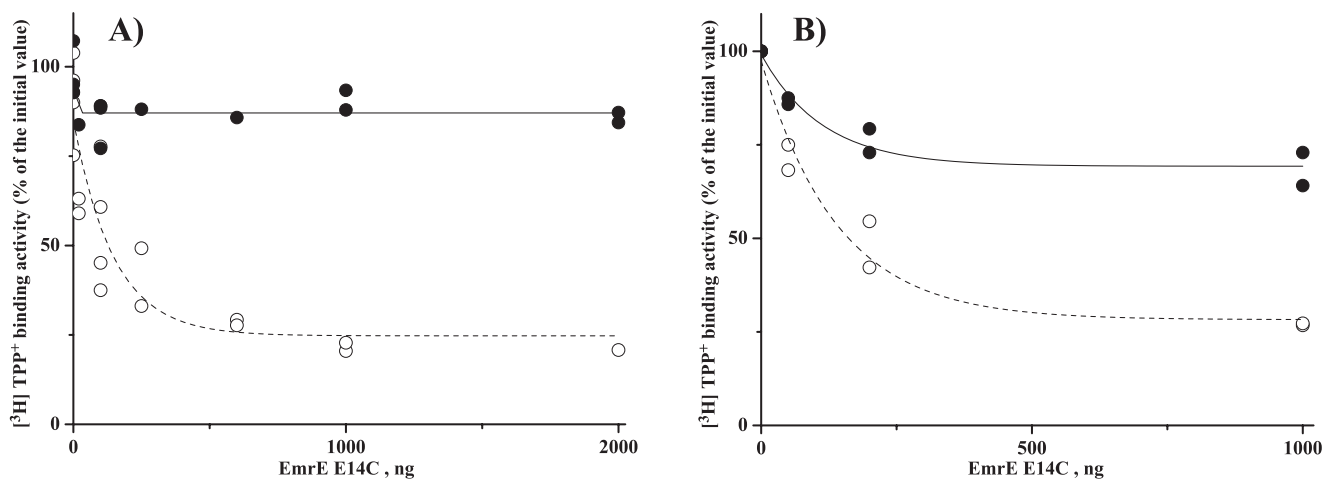 A)
[³H] TPP⁺ binding activity (% of the initial value)
100
50
0
0
1000
2000
EmrE E14C , ng
B)
[³H] TPP⁺ binding activity (% of the initial value)
100
50
0
0
500
1000
EmrE E14C , ng